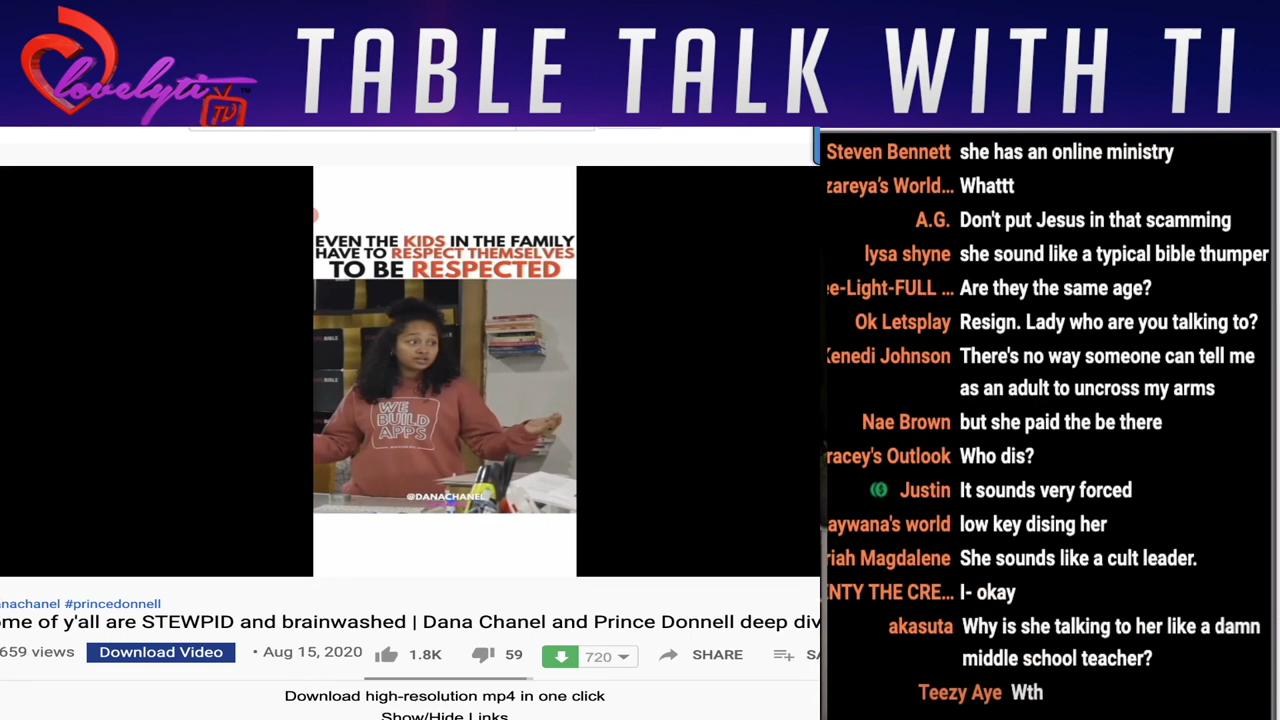 lovelyti TV
TABLE TALK WITH TI
EVEN THE KIDS IN THE FAMILY
HAVE TO RESPECT THEMSELVES
TO BE RESPECTED
BIBLE
WE
BUILD
APPS
@DANACHANEL
nachanel #princedonnell
me of y'all are STEWPID and brainwashed | Dana Chanel and Prince Donnell deep div
659 views
Download Video
• Aug 15, 2020
1.8K
59
720
SHARE
SA
Download high-resolution mp4 in one click
Show/Hide Links
Steven Bennett she has an online ministry
zareya's World... Whattt
A.G. Don't put Jesus in that scamming
lysa shyne she sound like a typical bible thumper
e-Light-FULL ... Are they the same age?
Ok Letsplay Resign. Lady who are you talking to?
Kenedi Johnson There's no way someone can tell me
as an adult to uncross my arms
Nae Brown but she paid the be there
racey's Outlook Who dis?
Justin It sounds very forced
aywana's world low key dising her
riah Magdalene She sounds like a cult leader.
NTY THE CRE... I- okay
akasuta Why is she talking to her like a damn
middle school teacher?
Teezy Aye Wth